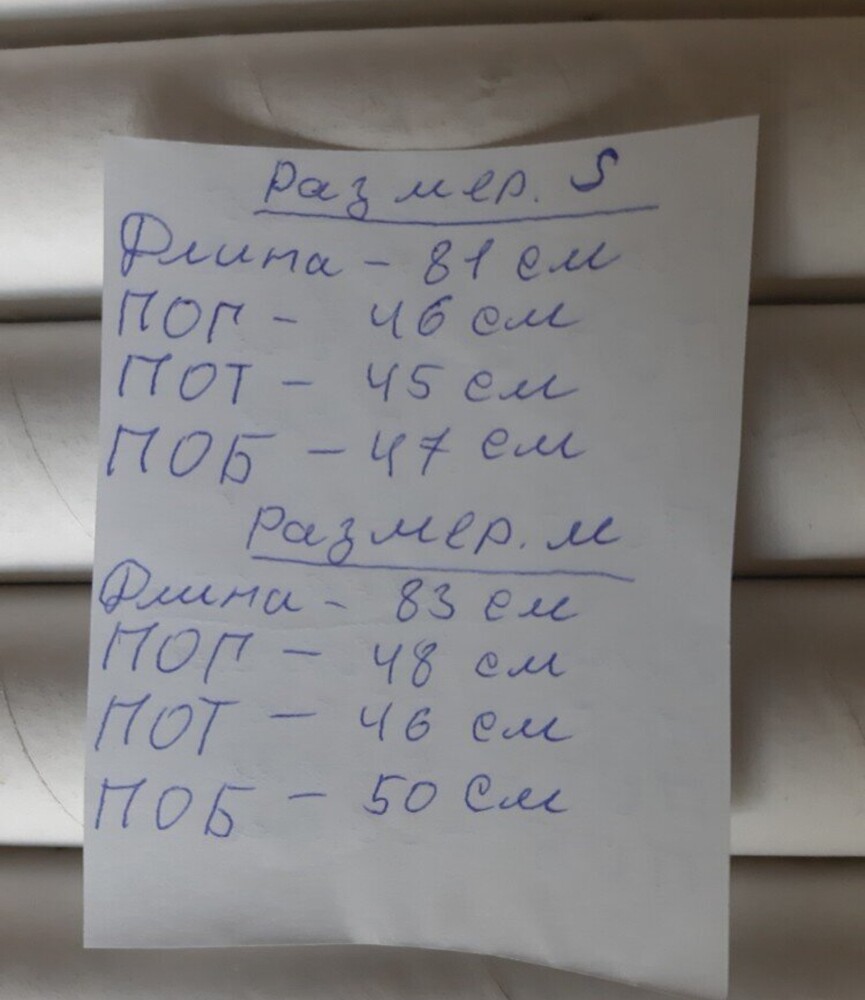 Размер. S
Длина - 81 см
ПОГ - 46 см
ПОТ - 45 см
ПОБ - 47 см
Размер. м
Длина - 83 см
ПОГ - 48 см
ПОТ - 46 см
ПОБ - 50 см